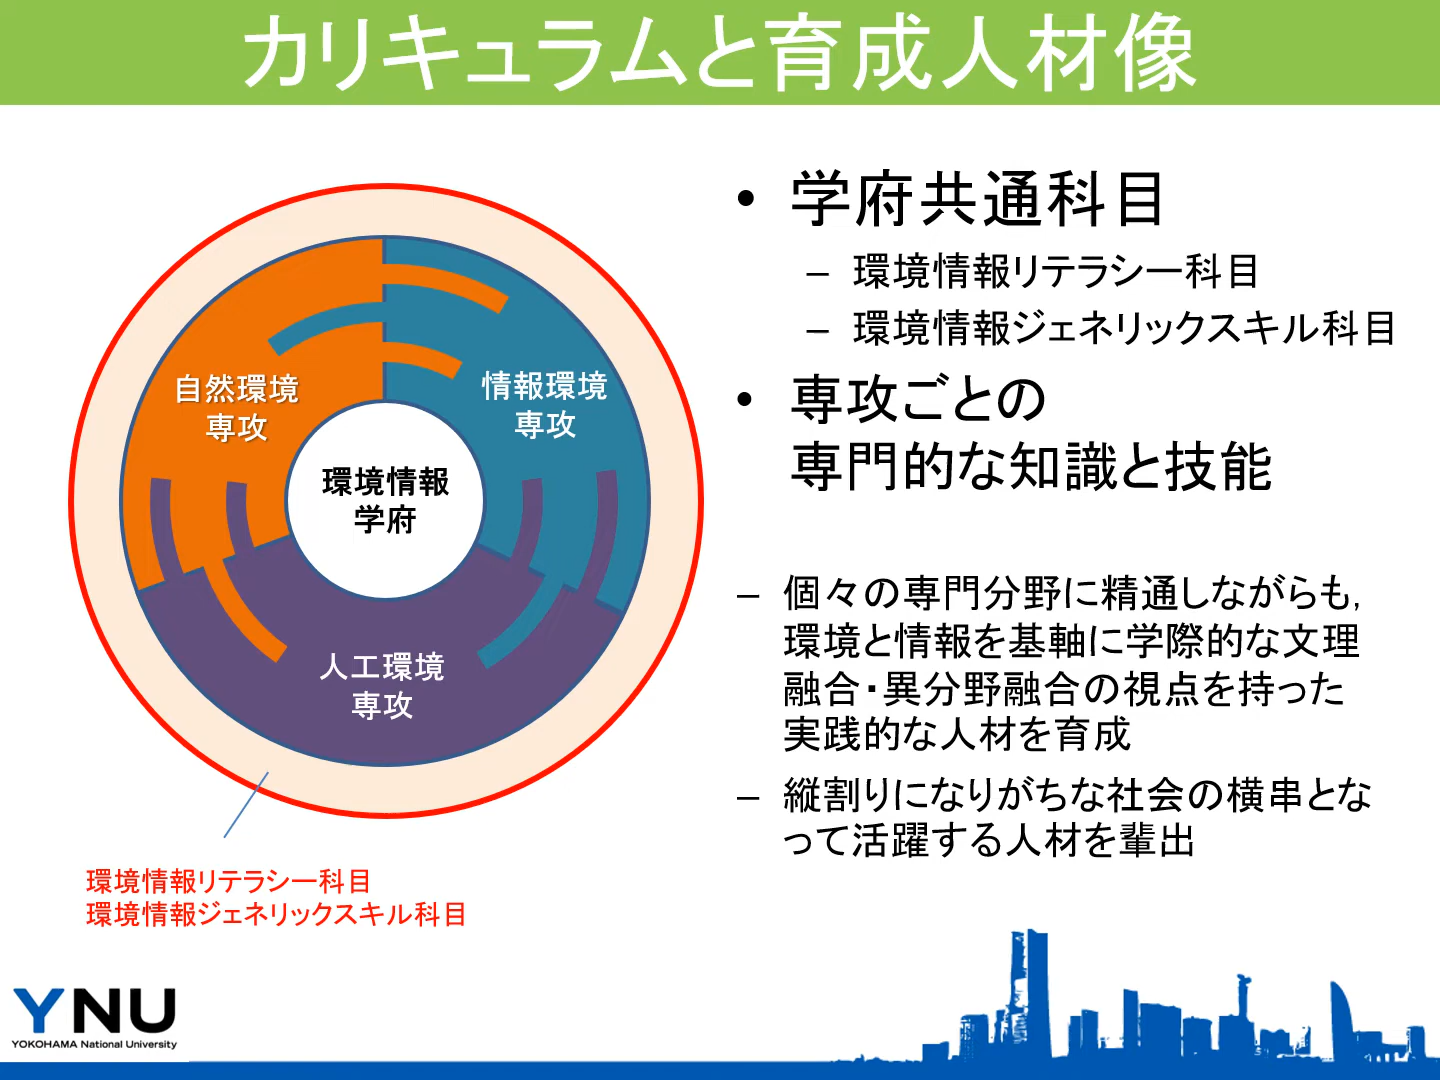 カリキュラムと育成人材像
自然環境
専攻
情報環境
専攻
環境情報
学府
人工環境
専攻
環境情報リテラシー科目
環境情報ジェネリックスキル科目
• 学府共通科目
– 環境情報リテラシー科目
– 環境情報ジェネリックスキル科目
• 専攻ごとの
専門的な知識と技能
– 個々の専門分野に精通しながらも,
環境と情報を基軸に学際的な文理
融合・異分野融合の視点を持った
実践的な人材を育成
– 縦割りになりがちな社会の横串とな
って活躍する人材を輩出
YNU
YOKOHAMA National University